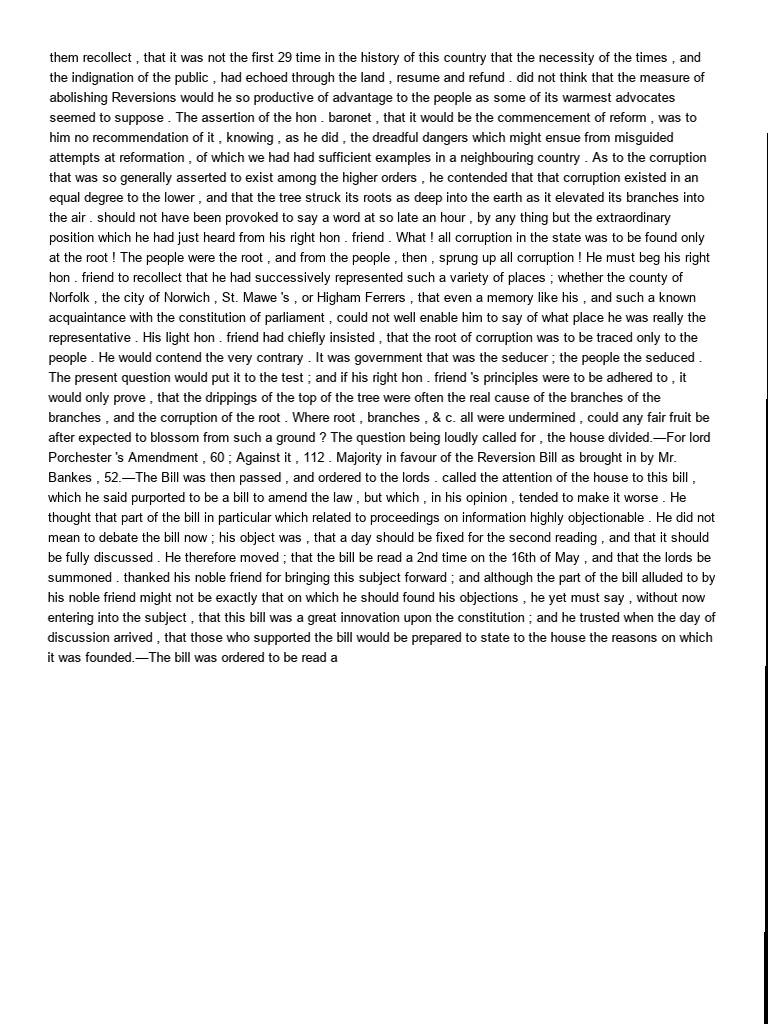 them recollect , that it was not the first 29 time in the history of this country that the necessity of the times , and
the indignation of the public , had echoed through the land , resume and refund . did not think that the measure of
abolishing Reversions would he so productive of advantage to the people as some of its warmest advocates
seemed to suppose . The assertion of the hon . baronet , that it would be the commencement of reform , was to
him no recommendation of it , knowing , as he did , the dreadful dangers which might ensue from misguided
attempts at reformation , of which we had had sufficient examples in a neighbouring country . As to the corruption
that was so generally asserted to exist among the higher orders , he contended that that corruption existed in an
equal degree to the lower , and that the tree struck its roots as deep into the earth as it elevated its branches into
the air . should not have been provoked to say a word at so late an hour , by any thing but the extraordinary
position which he had just heard from his right hon . friend . What ! all corruption in the state was to be found only
at the root ! The people were the root , and from the people , then , sprung up all corruption ! He must beg his right
hon . friend to recollect that he had successively represented such a variety of places ; whether the county of
Norfolk , the city of Norwich , St. Mawe 's , or Higham Ferrers , that even a memory like his , and such a known
acquaintance with the constitution of parliament , could not well enable him to say of what place he was really the
representative . His light hon . friend had chiefly insisted , that the root of corruption was to be traced only to the
people . He would contend the very contrary . It was government that was the seducer ; the people the seduced .
The present question would put it to the test ; and if his right hon . friend 's principles were to be adhered to , it
would only prove , that the drippings of the top of the tree were often the real cause of the branches of the
branches , and the corruption of the root . Where root , branches , & c. all were undermined , could any fair fruit be
after expected to blossom from such a ground ? The question being loudly called for , the house divided.—For lord
Porchester 's Amendment , 60 ; Against it , 112 . Majority in favour of the Reversion Bill as brought in by Mr.
Bankes , 52.—The Bill was then passed , and ordered to the lords . called the attention of the house to this bill ,
which he said purported to be a bill to amend the law , but which , in his opinion , tended to make it worse . He
thought that part of the bill in particular which related to proceedings on information highly objectionable . He did not
mean to debate the bill now ; his object was , that a day should be fixed for the second reading , and that it should
be fully discussed . He therefore moved ; that the bill be read a 2nd time on the 16th of May , and that the lords be
summoned . thanked his noble friend for bringing this subject forward ; and although the part of the bill alluded to by
his noble friend might not be exactly that on which he should found his objections , he yet must say , without now
entering into the subject , that this bill was a great innovation upon the constitution ; and he trusted when the day of
discussion arrived , that those who supported the bill would be prepared to state to the house the reasons on which
it was founded.—The bill was ordered to be read a